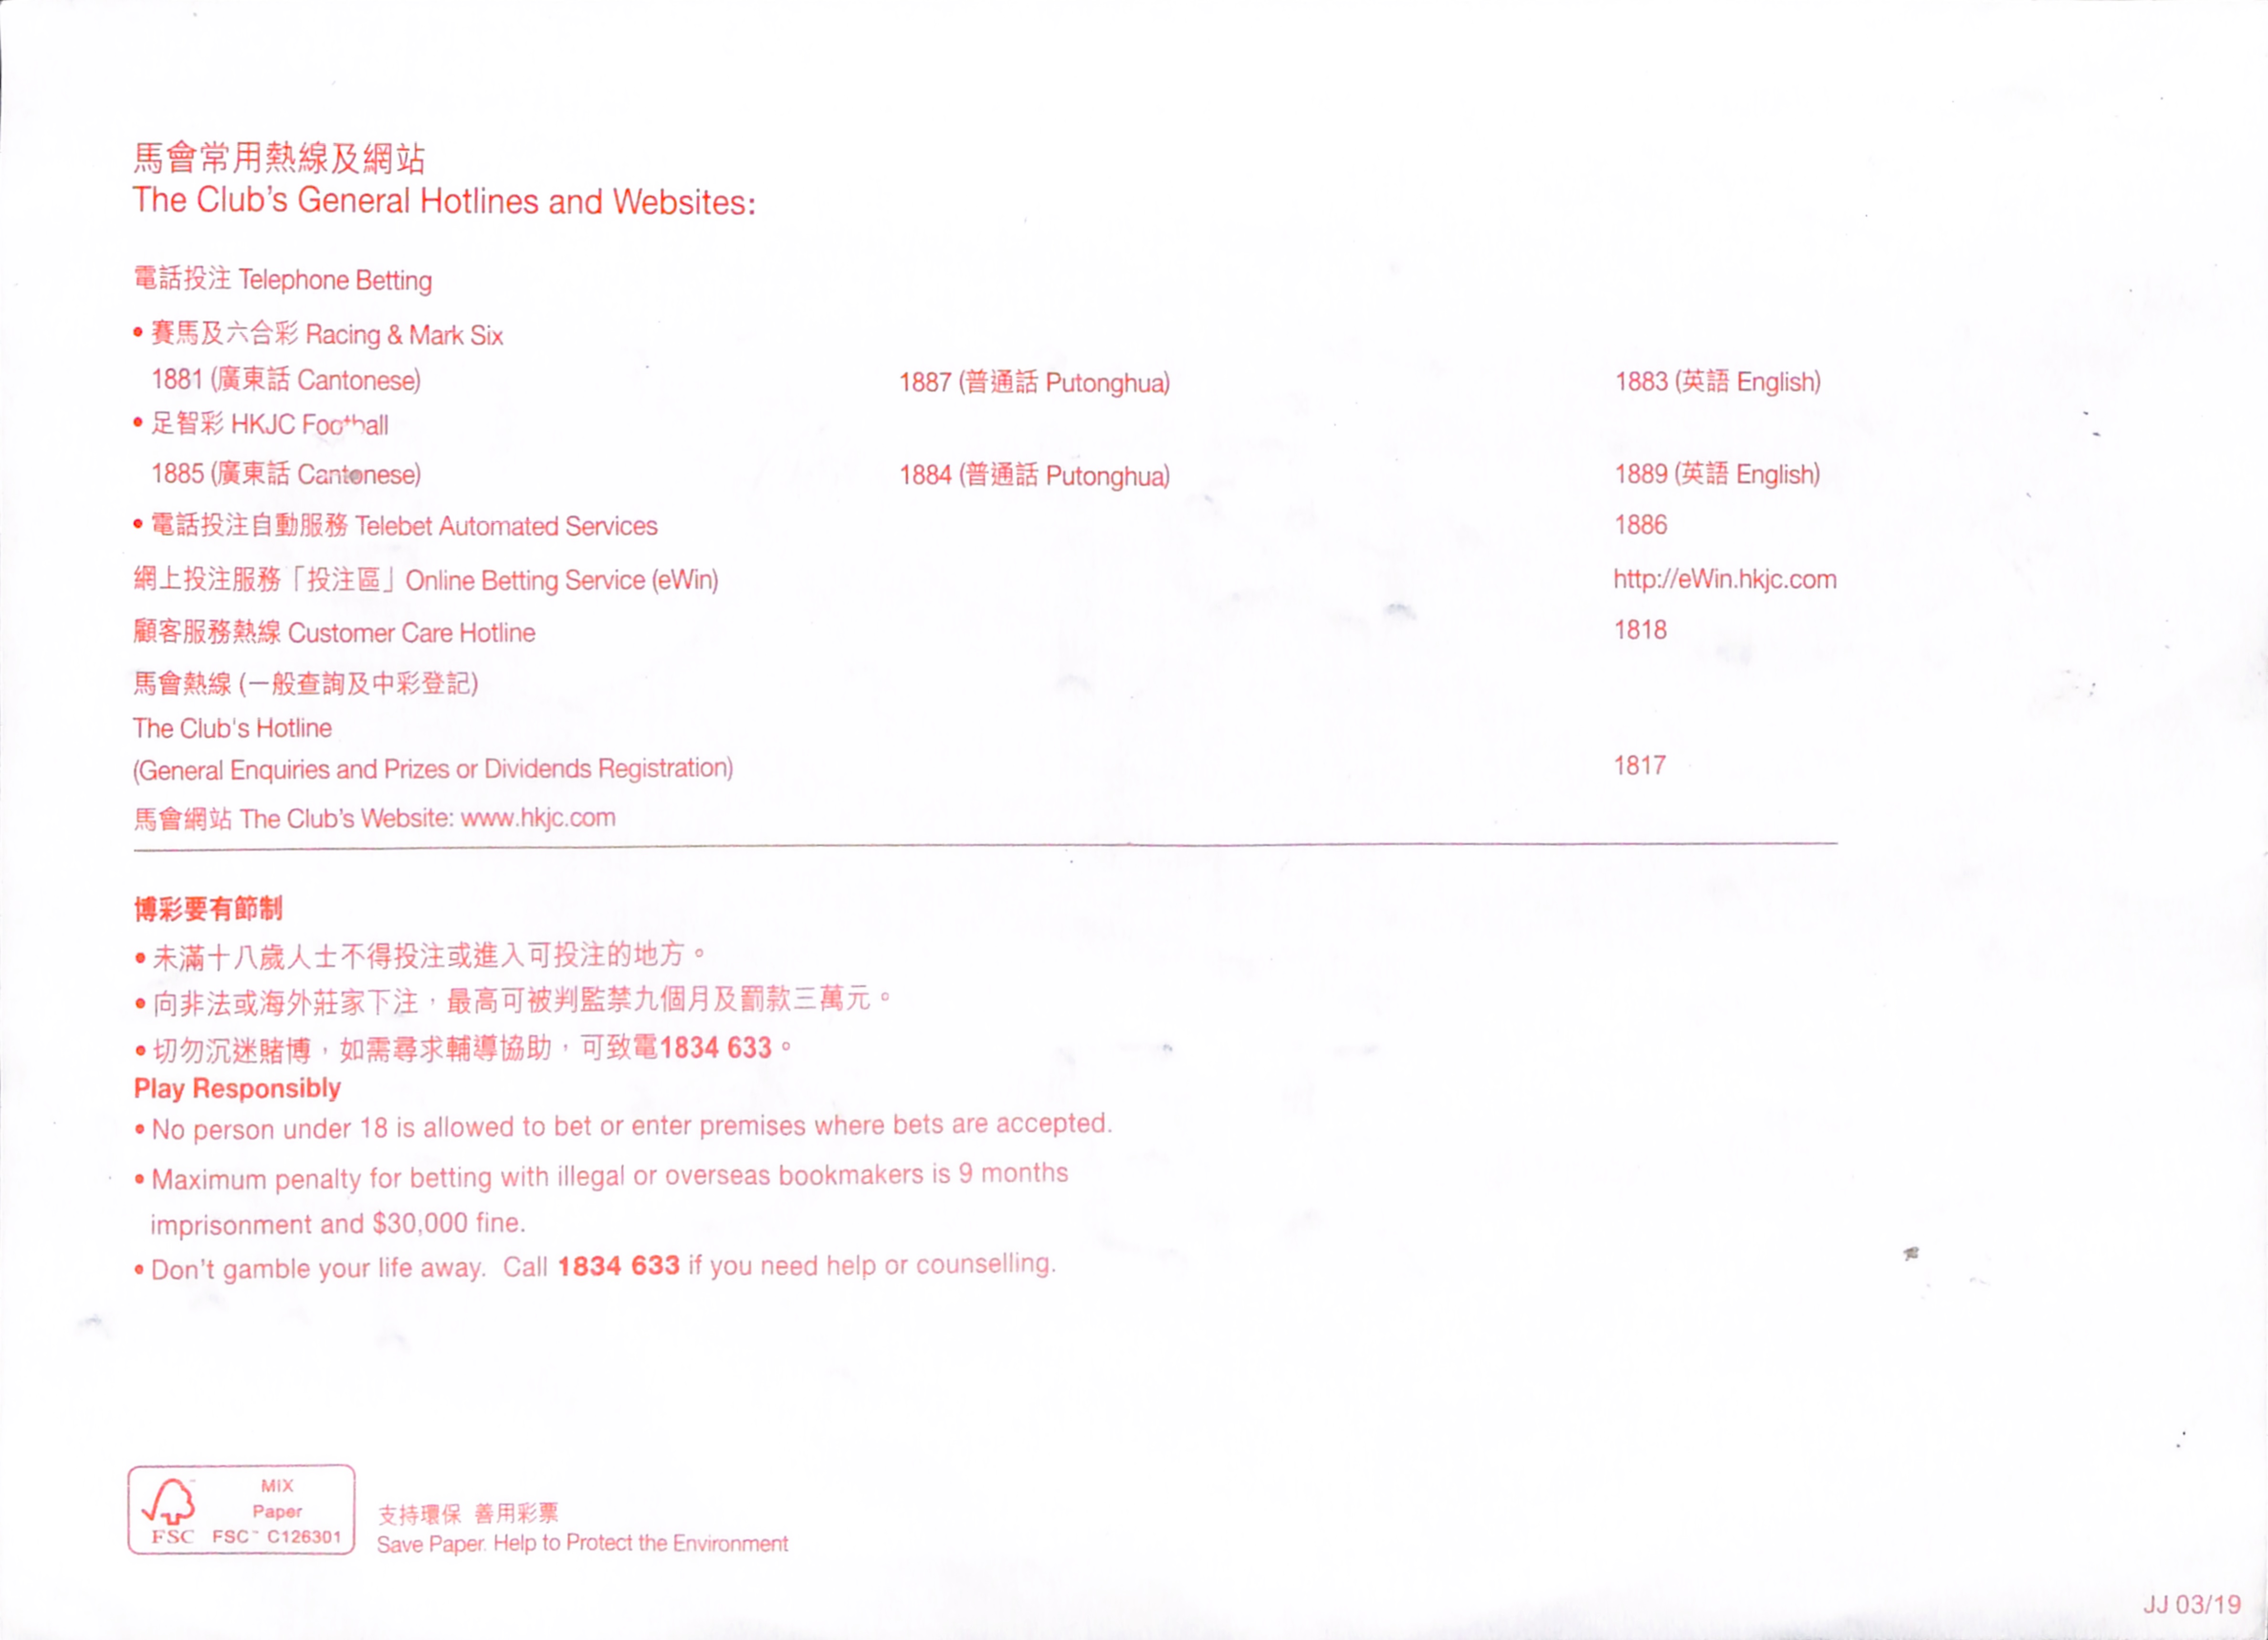 馬會常用熱線及網站
The Club's General Hotlines and Websites:
電話投注 Telephone Betting
• 賽馬及六合彩 Racing & Mark Six
1881 (廣東話 Cantonese) 1887 (普通話 Putonghua) 1883 (英語 English)
• 足智彩 HKJC Football
1885 (廣東話 Cantonese) 1884 (普通話 Putonghua) 1889 (英語 English)
• 電話投注自動服務 Telebet Automated Services 1886
網上投注服務「投注區」Online Betting Service (eWin) http://eWin.hkjc.com
顧客服務熱線 Customer Care Hotline 1818
馬會熱線 (一般查詢及中彩登記)
The Club's Hotline
(General Enquiries and Prizes or Dividends Registration) 1817
馬會網站 The Club's Website: www.hkjc.com
博彩要有節制
• 未滿十八歲人士不得投注或進入可投注的地方。
• 向非法或海外莊家下注，最高可被判監禁九個月及罰款三萬元。
• 切勿沉迷賭博，如需尋求輔導協助，可致電1834 633。
Play Responsibly
• No person under 18 is allowed to bet or enter premises where bets are accepted.
• Maximum penalty for betting with illegal or overseas bookmakers is 9 months
imprisonment and $30,000 fine.
• Don't gamble your life away. Call 1834 633 if you need help or counselling.
MIX
Paper
FSC FSC™ C126301
支持環保 善用彩票
Save Paper. Help to Protect the Environment
JJ 03/19